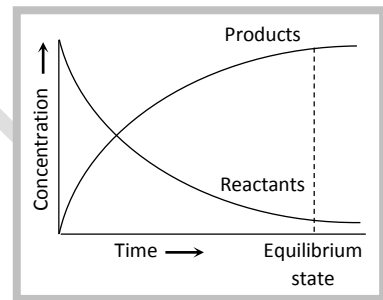 Products
Concentration
Reactants
Time
Equilibrium
state